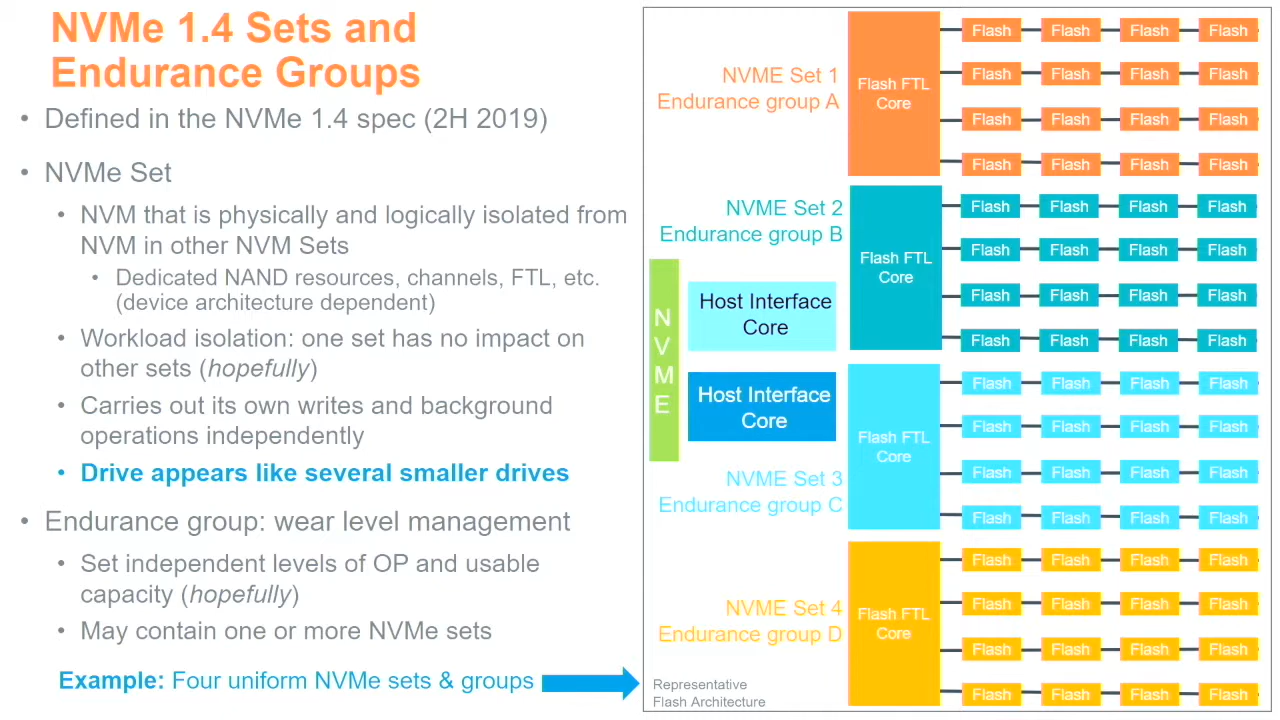 NVMe 1.4 Sets and
Endurance Groups
• Defined in the NVMe 1.4 spec (2H 2019)
• NVMe Set
• NVM that is physically and logically isolated from
NVM in other NVM Sets
• Dedicated NAND resources, channels, FTL, etc.
(device architecture dependent)
• Workload isolation: one set has no impact on
other sets (hopefully)
• Carries out its own writes and background
operations independently
• Drive appears like several smaller drives
• Endurance group: wear level management
• Set independent levels of OP and usable
capacity (hopefully)
• May contain one or more NVMe sets
Example: Four uniform NVMe sets & groups
NVME Set 1
Endurance group A
Flash FTL
Core
Flash Flash Flash Flash
Flash Flash Flash Flash
Flash Flash Flash Flash
Flash Flash Flash Flash
NVME Set 2
Endurance group B
Flash FTL
Core
Flash Flash Flash Flash
Flash Flash Flash Flash
Flash Flash Flash Flash
Flash Flash Flash Flash
N
V
M
E
Host Interface
Core
Host Interface
Core
NVME Set 3
Endurance group C
Flash FTL
Core
Flash Flash Flash Flash
Flash Flash Flash Flash
Flash Flash Flash Flash
Flash Flash Flash Flash
NVME Set 4
Endurance group D
Flash FTL
Core
Flash Flash Flash Flash
Flash Flash Flash Flash
Flash Flash Flash Flash
Flash Flash Flash Flash
Representative
Flash Architecture